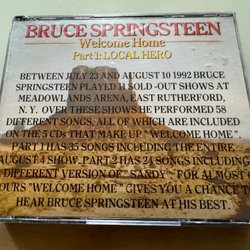 BRUCE SPRINGSTEEN
Welcome Home
Part 1: LOCAL HERO
BETWEEN JULY 23 AND AUGUST 10 1992 BRUCE
SPRINGSTEEN PLAYED 11 SOLD-OUT SHOWS AT
MEADOWLANDS ARENA, EAST RUTHERFORD,
N.Y. OVER THESE SHOWS HE PERFORMED 58
DIFFERENT SONGS, ALL OF WHICH ARE INCLUDED
ON THE 5 CDs THAT MAKE UP "WELCOME HOME".
PART 1 HAS 35 SONGS INCLUDING THE ENTIRE
AUGUST 4 SHOW. PART 2 HAS 24 SONGS INCLUDING
A DIFFERENT VERSION OF "SANDY". FOR ALMOST 6
HOURS "WELCOME HOME" GIVES YOU A CHANCE TO
HEAR BRUCE SPRINGSTEEN AT HIS BEST.